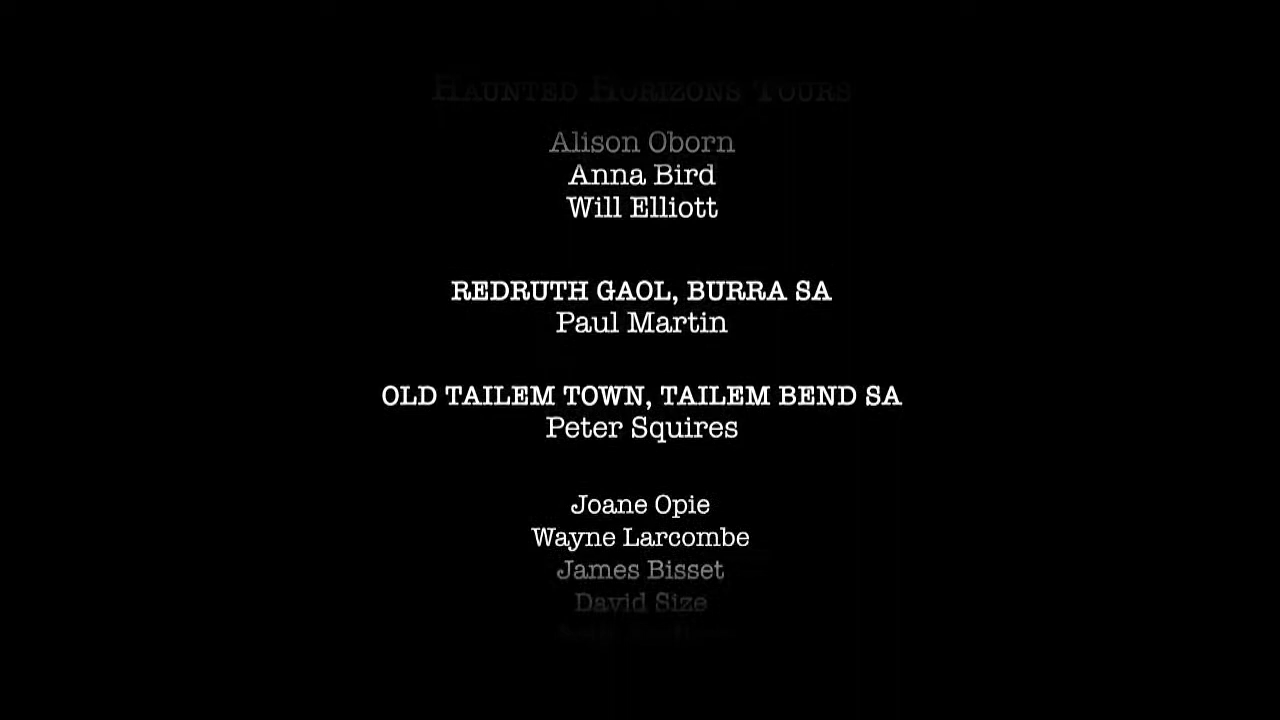 HAUNTED HORIZONS TOURS
Alison Oborn
Anna Bird
Will Elliott
REDRUTH GAOL, BURRA SA
Paul Martin
OLD TAILEM TOWN, TAILEM BEND SA
Peter Squires
Joane Opie
Wayne Larcombe
James Bisset
David Size